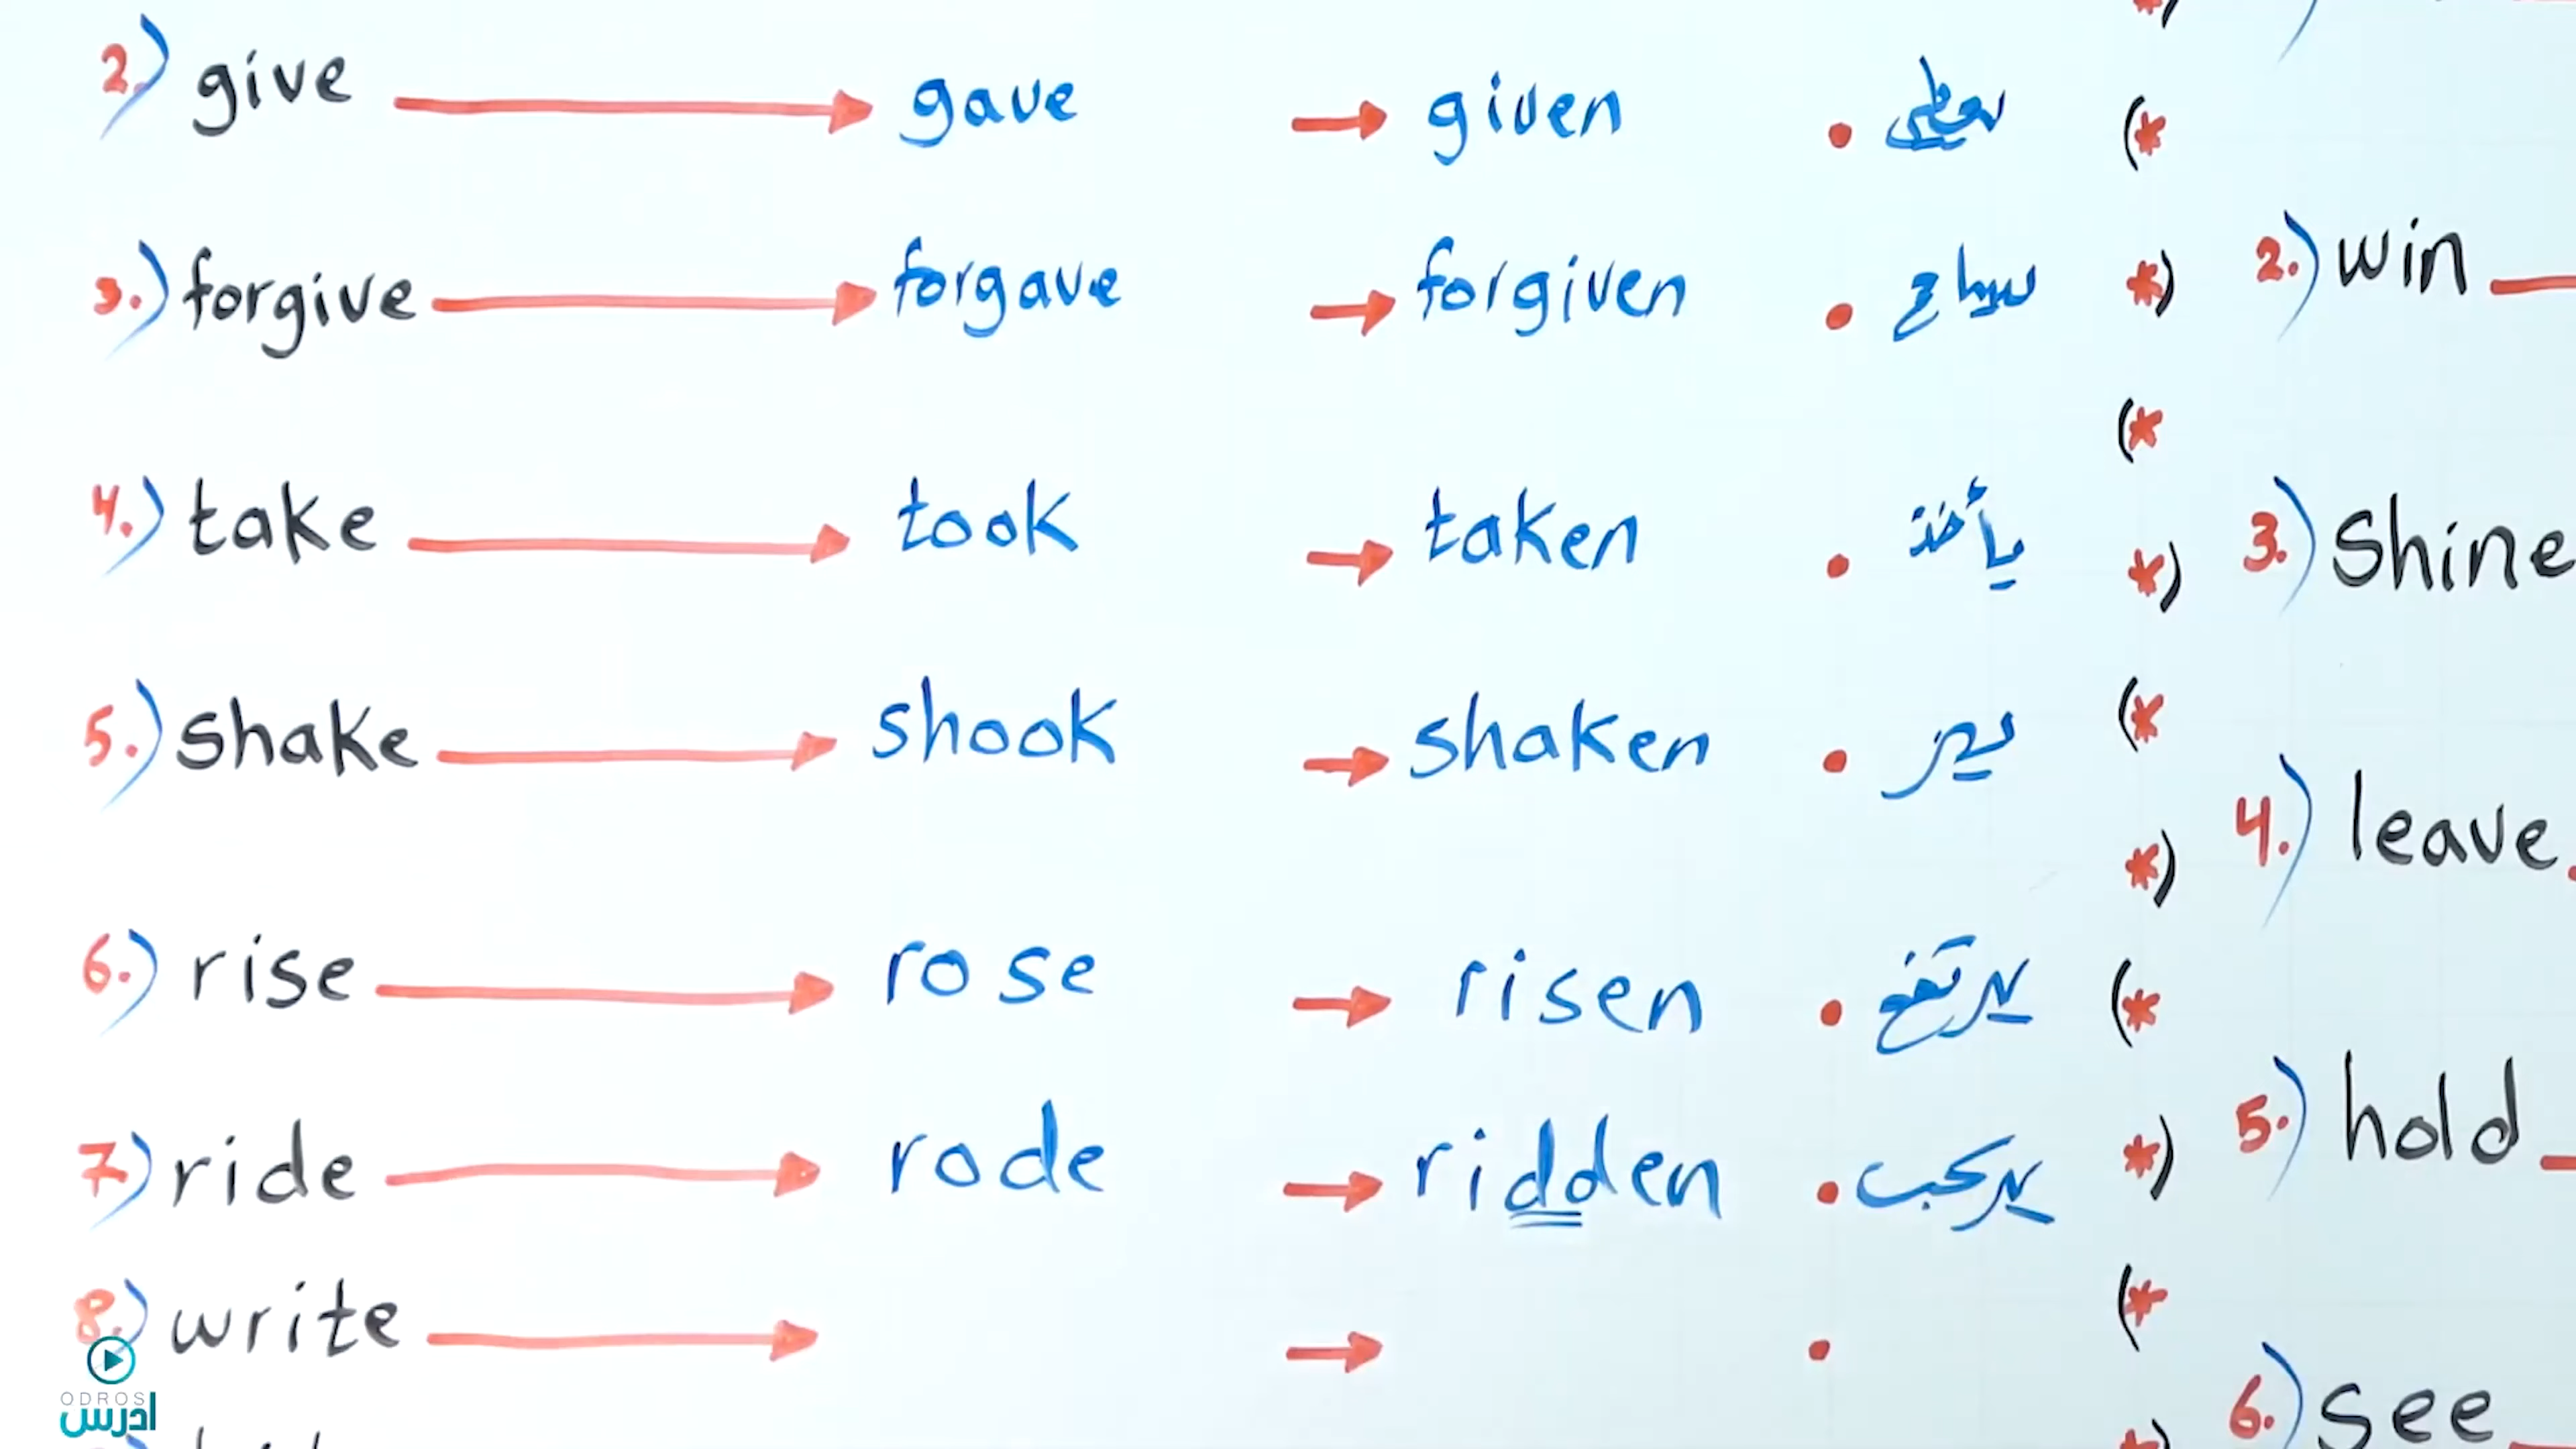 2.) give → gave → given • يعطي (*
3.) forgive → forgave → forgiven • يسامح *) 2.) win
(*
4.) take → took → taken • يأخذ *) 3.) Shine
5.) shake → shook → shaken • (*
*) 4.) leave
6.) rise → rose → risen • يرتفع (*
7.) ride → rode → ridden • يركب *) 5.) hold
8.) write → → • (*
6.) see
ODROS
ادرس